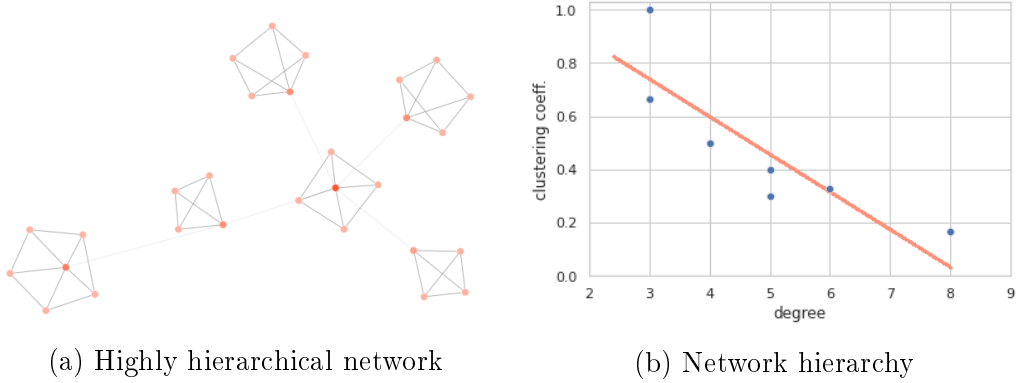 1.0
0.8
0.6
0.4
0.2
0.0
clustering coeff.
2 3 4 5 6 7 8 9
degree
(a) Highly hierarchical network
(b) Network hierarchy